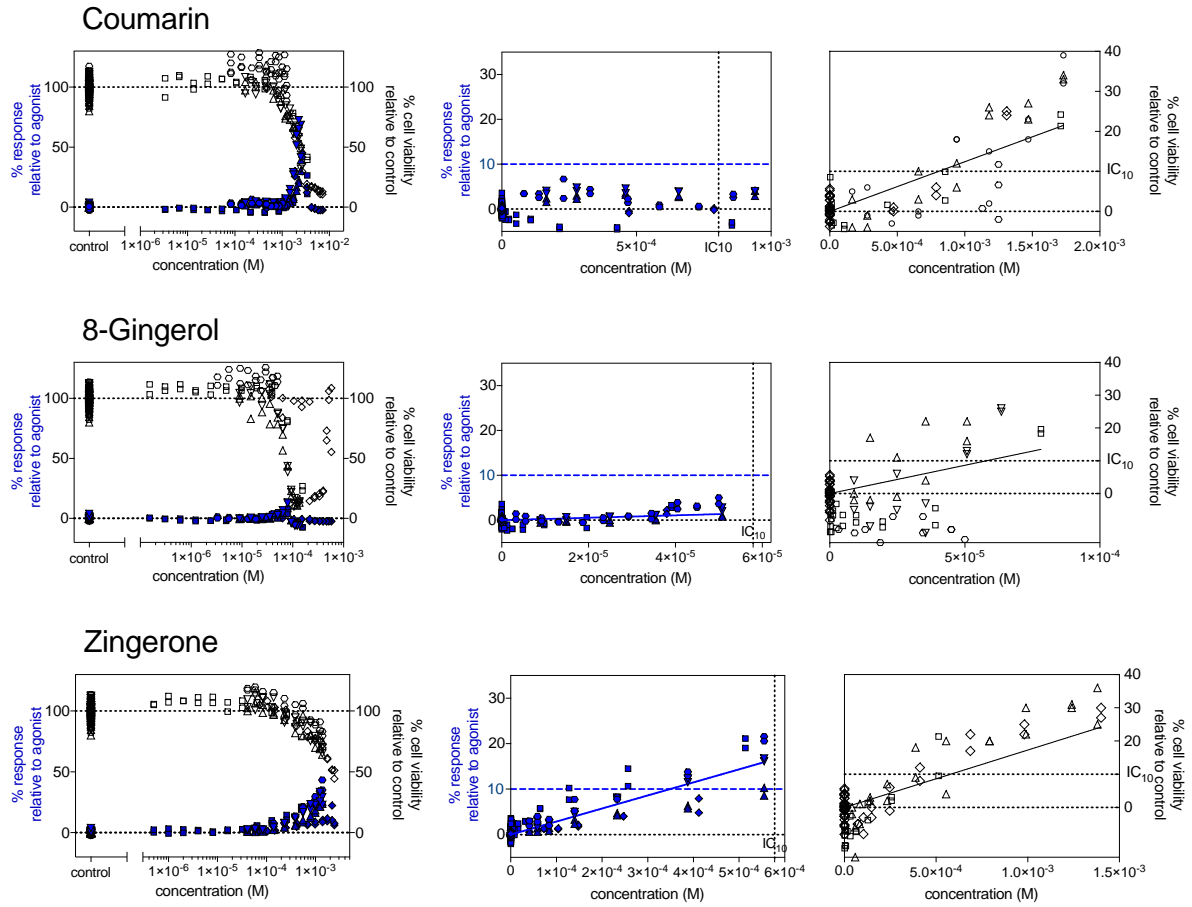 Coumarin
% response
relative to agonist
100
50
0
control
1×10⁻⁶
1×10⁻⁵
1×10⁻⁴
1×10⁻³
1×10⁻²
concentration (M)
100
0
% cell viability
relative to control
30
20
10
0
0
5×10⁻⁴
IC10
1×10⁻³
concentration (M)
40
30
20
IC₁₀
0
% cell viability
relative to control
0.0
5.0×10⁻⁴
1.0×10⁻³
1.5×10⁻³
2.0×10⁻³
concentration (M)
8-Gingerol
% response
relative to agonist
100
50
0
control
1×10⁻⁶
1×10⁻⁵
1×10⁻⁴
1×10⁻³
concentration (M)
100
0
% cell viability
relative to control
30
20
10
0
0
2×10⁻⁵
4×10⁻⁵
IC₁₀
6×10⁻⁵
concentration (M)
40
30
20
IC₁₀
0
% cell viability
relative to control
0.0
5.0×10⁻⁵
1×10⁻⁴
concentration (M)
Zingerone
% response
relative to agonist
100
50
0
control
1×10⁻⁶
1×10⁻⁵
1×10⁻⁴
1×10⁻³
concentration (M)
100
50
0
% cell viability
relative to control
30
20
10
0
0
1×10⁻⁴
2×10⁻⁴
3×10⁻⁴
4×10⁻⁴
5×10⁻⁴
IC₁₀
6×10⁻⁴
concentration (M)
40
30
20
IC₁₀
0
% cell viability
relative to control
0.0
5.0×10⁻⁴
1.0×10⁻³
1.5×10⁻³
concentration (M)